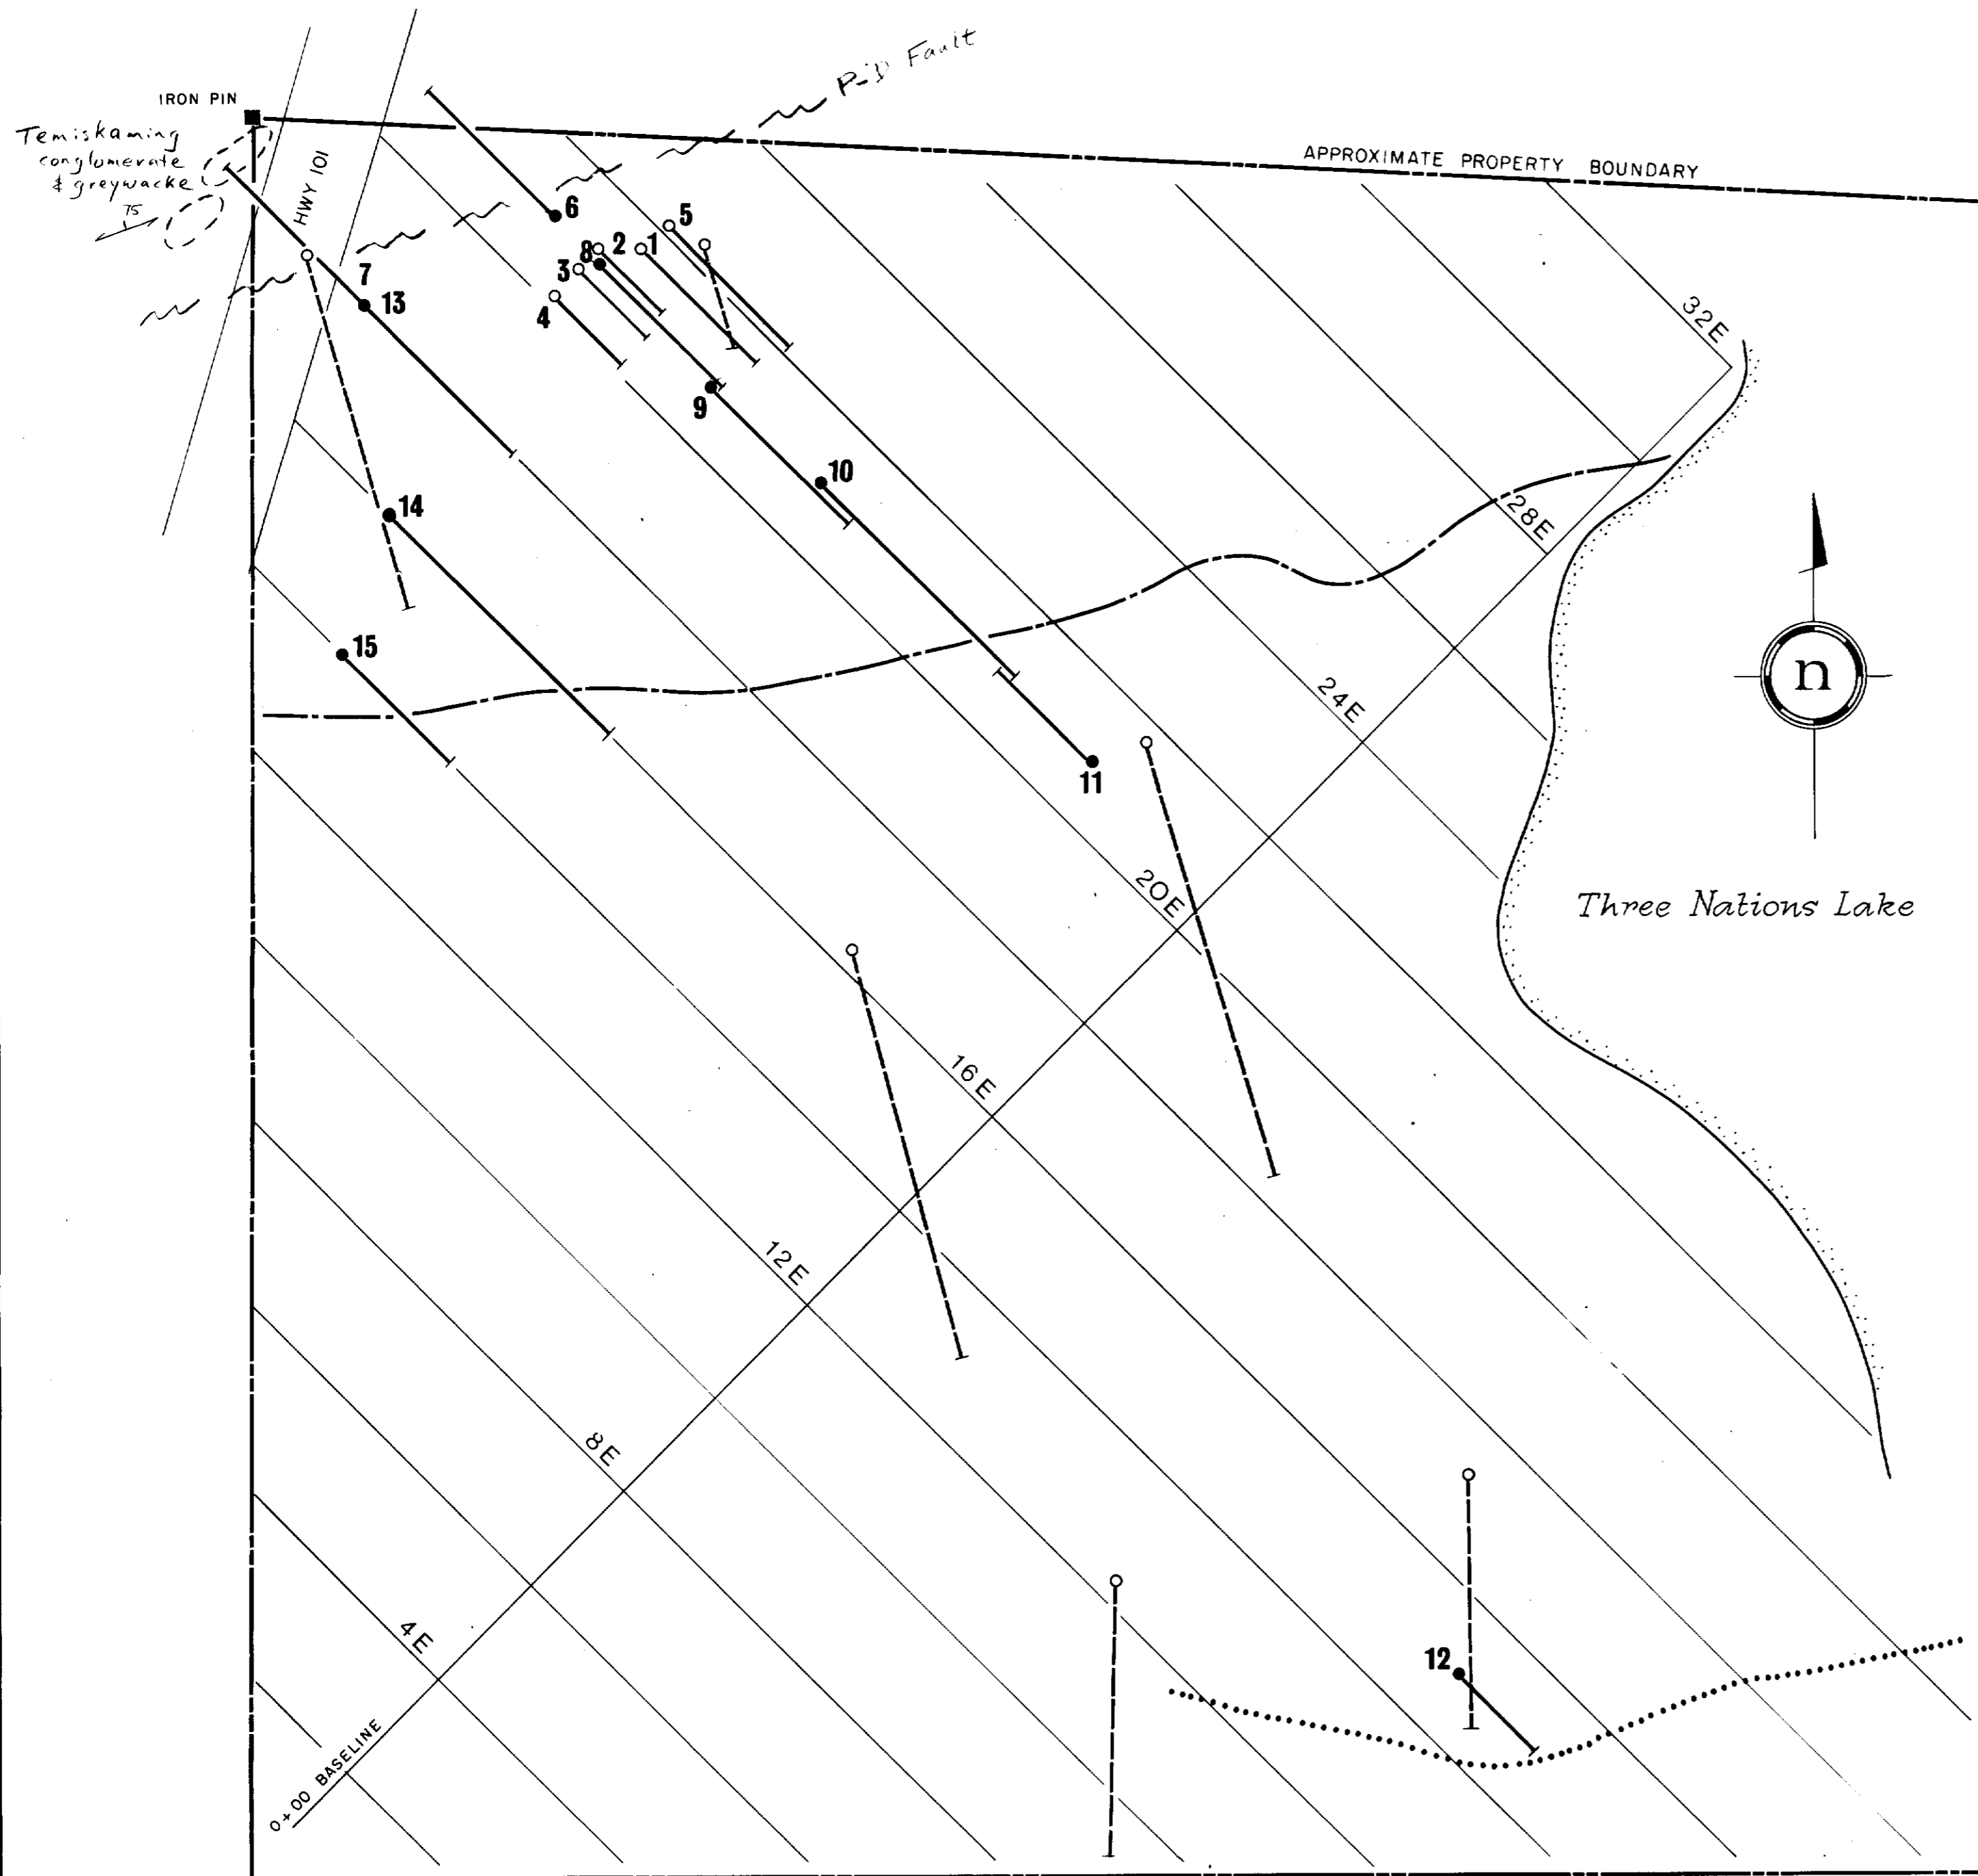 P-D Fault
IRON PIN
Temiskaming
conglomerate
& greywacke
75
HWY 101
APPROXIMATE PROPERTY BOUNDARY
6
5
2
1
8
3
4
7
13
32E
9
10
14
28E
15
n
24E
11
20E
Three Nations Lake
16E
12E
8E
4E
12
0+00 BASELINE